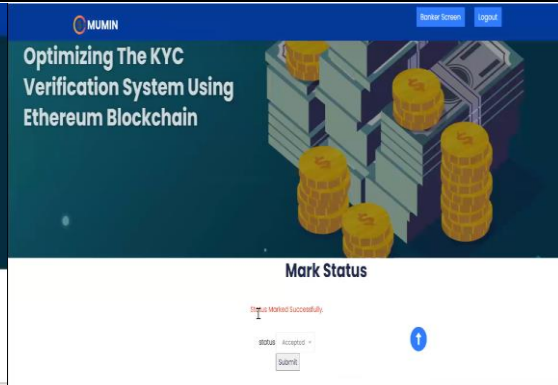 MUMIN
Banker Screen
Logout
Optimizing The KYC
Verification System Using
Ethereum Blockchain
Mark Status
Status Marked Successfully.
status Accepted
Submit